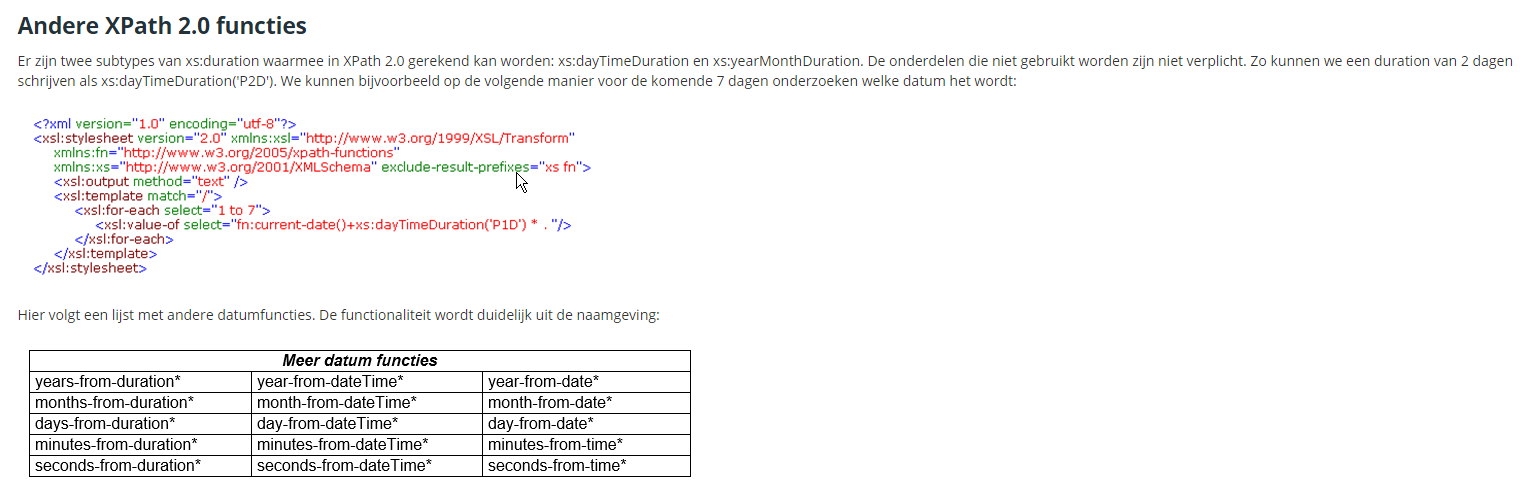 Andere XPath 2.0 functies
Er zijn twee subtypes van xs:duration waarmee in XPath 2.0 gerekend kan worden: xs:dayTimeDuration en xs:yearMonthDuration. De onderdelen die niet gebruikt worden zijn niet verplicht. Zo kunnen we een duration van 2 dagen
schrijven als xs:dayTimeDuration('P2D'). We kunnen bijvoorbeeld op de volgende manier voor de komende 7 dagen onderzoeken welke datum het wordt:
<?xml version="1.0" encoding="utf-8"?>
<xsl:stylesheet version="2.0" xmlns:xsl="http://www.w3.org/1999/XSL/Transform"
xmlns:fn="http://www.w3.org/2005/xpath-functions"
xmlns:xs="http://www.w3.org/2001/XMLSchema" exclude-result-prefixes="xs fn">
<xsl:output method="text" />
<xsl:template match="/">
<xsl:for-each select="1 to 7">
<xsl:value-of select="fn:current-date()+xs:dayTimeDuration('P1D') * . "/>
</xsl:for-each>
</xsl:template>
</xsl:stylesheet>
Hier volgt een lijst met andere datumfuncties. De functionaliteit wordt duidelijk uit de naamgeving:
Meer datum functies
years-from-duration* year-from-dateTime* year-from-date*
months-from-duration* month-from-dateTime* month-from-date*
days-from-duration* day-from-dateTime* day-from-date*
minutes-from-duration* minutes-from-dateTime* minutes-from-time*
seconds-from-duration* seconds-from-dateTime* seconds-from-time*